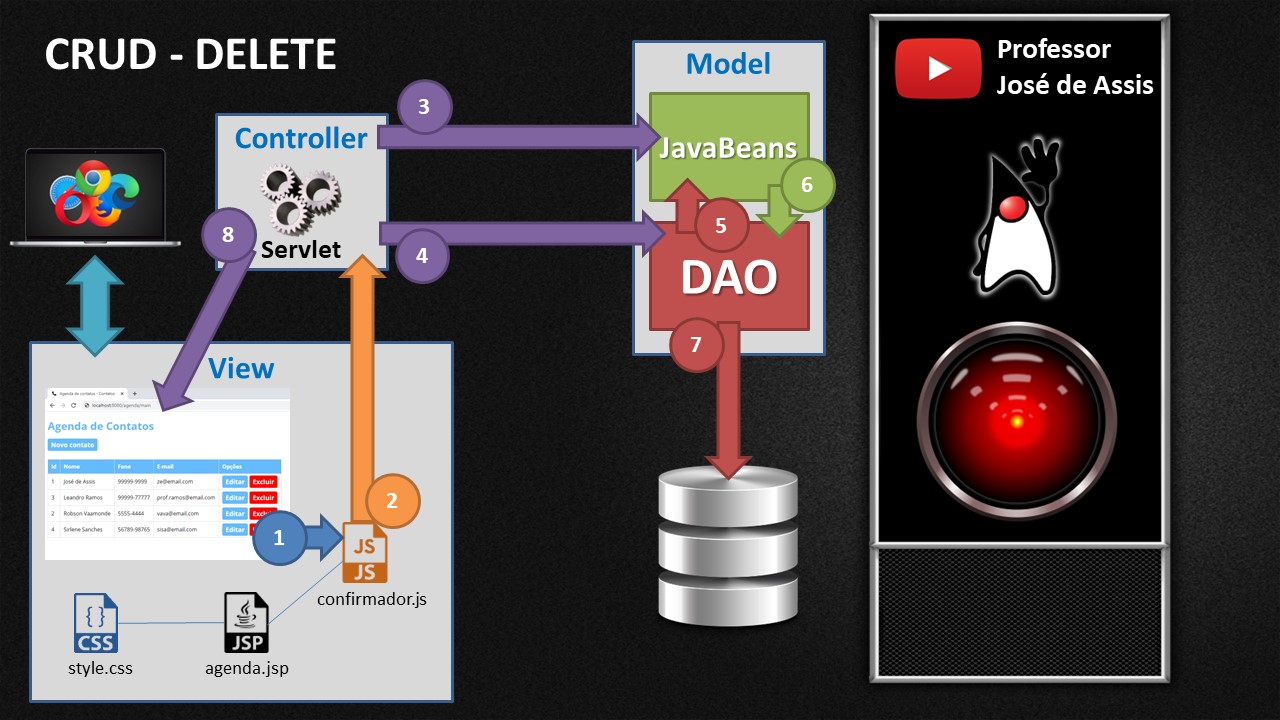 CRUD - DELETE
Professor
José de Assis
Model
3
Controller
JavaBeans
6
5
8
Servlet
4
DAO
7
View
Agenda de contatos - Contatos
localhost:8080/agenda/main
Agenda de Contatos
Novo contato
Id Nome Fone E-mail Opções
1 José de Assis 99999-9999 ze@email.com Editar Excluir
3 Leandro Ramos 99999-77777 prof.ramos@email.com Editar Excluir
2 Robson Vaamonde 5555-4444 vava@email.com Editar
4 Sirlene Sanches 56789-98765 sisa@email.com Editar
2
1
JS
JS
confirmador.js
{ }
CSS
JSP
style.css
agenda.jsp